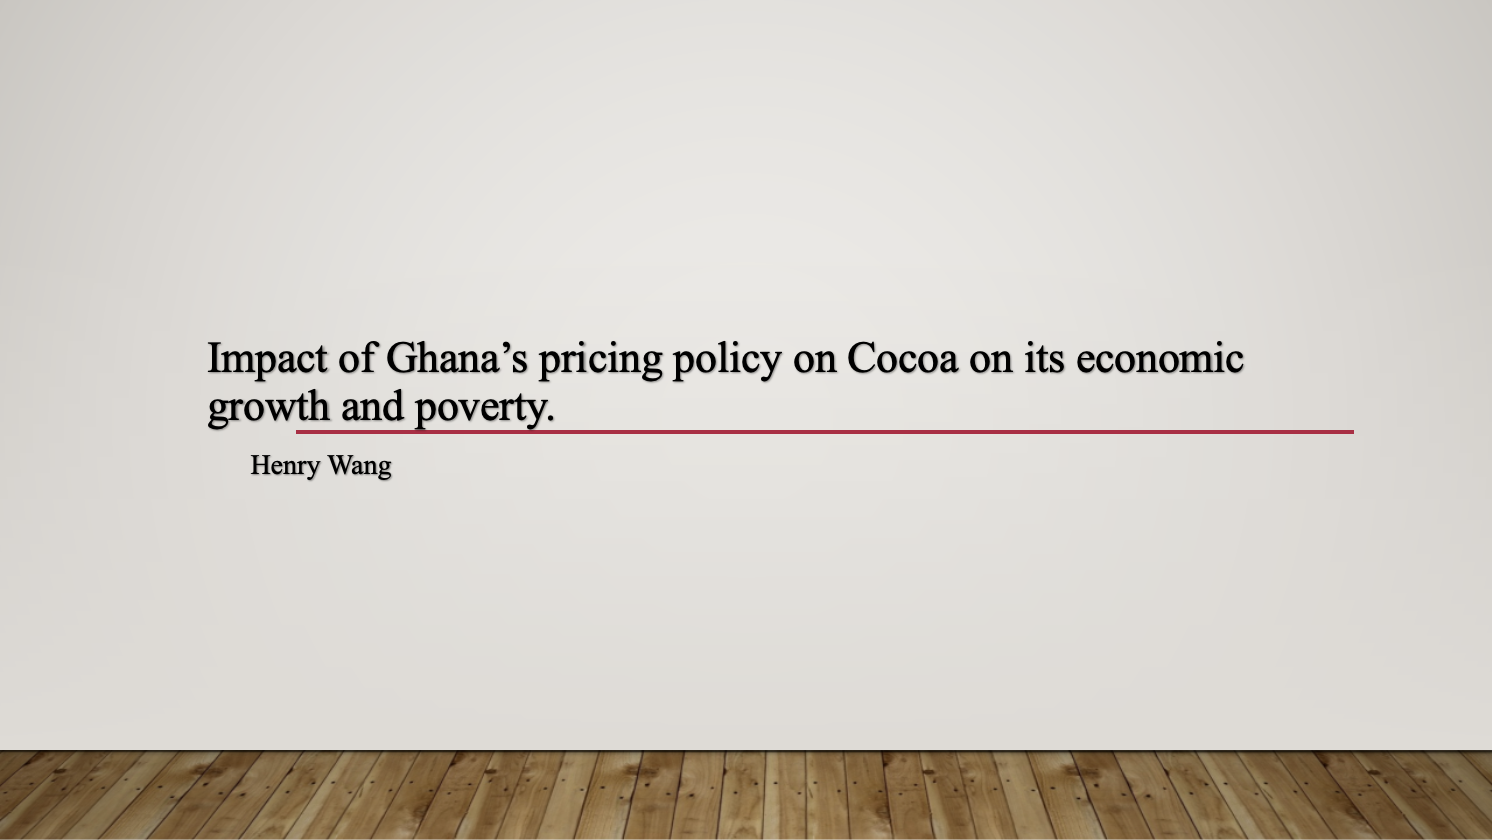 Impact of Ghana’s pricing policy on Cocoa on its economic
growth and poverty.
Henry Wang